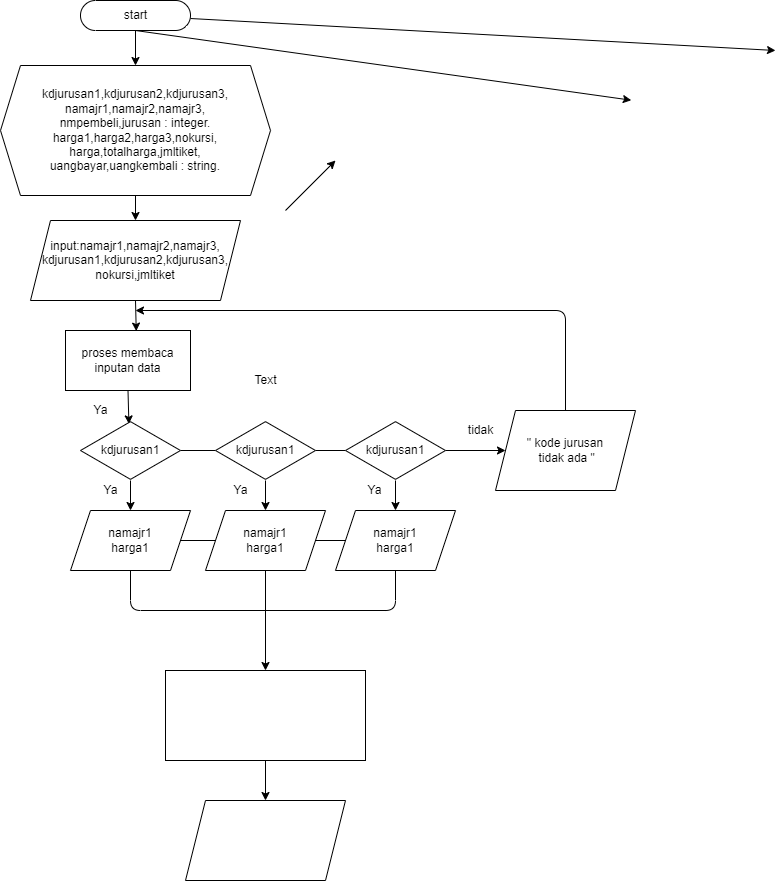 start
kdjurusan1,kdjurusan2,kdjurusan3,
namajr1,namajr2,namajr3,
nmpembeli,jurusan : integer.
harga1,harga2,harga3,nokursi,
harga,totalharga,jmltiket,
uangbayar,uangkembali : string.
input:namajr1,namajr2,namajr3,
kdjurusan1,kdjurusan2,kdjurusan3,
nokursi,jmltiket
proses membaca
inputan data
Text
Ya
kdjurusan1
kdjurusan1
kdjurusan1
tidak
" kode jurusan
tidak ada "
Ya
Ya
Ya
namajr1
harga1
namajr1
harga1
namajr1
harga1